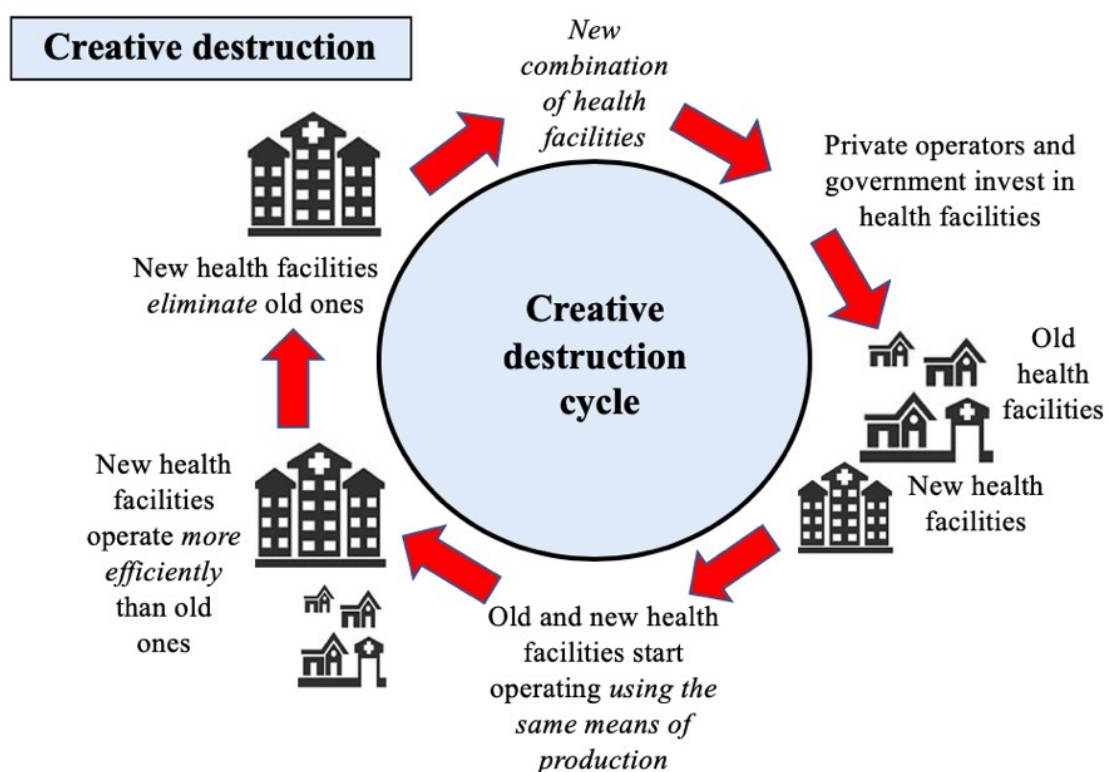 Creative destruction
New
combination
of health
facilities
Private operators and
government invest in
health facilities
Old
health
facilities
New health
facilities
Old and new health
facilities start
operating using the
same means of
production
New health
facilities
operate more
efficiently
than old
ones
New health facilities
eliminate old ones
Creative
destruction
cycle